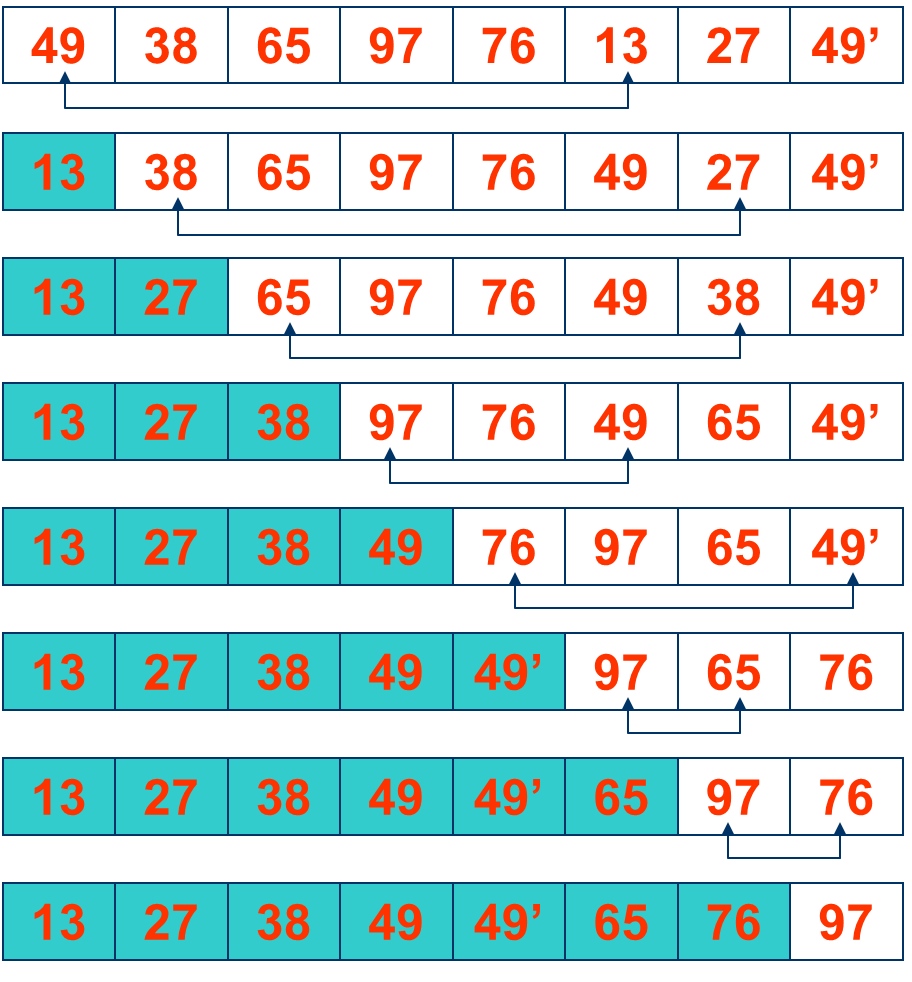 49 38 65 97 76 13 27 49’
13 38 65 97 76 49 27 49’
13 27 65 97 76 49 38 49’
13 27 38 97 76 49 65 49’
13 27 38 49 76 97 65 49’
13 27 38 49 49’ 97 65 76
13 27 38 49 49’ 65 97 76
13 27 38 49 49’ 65 76 97